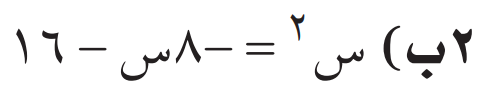 ٢ب) س٢ = -٨س - ١٦